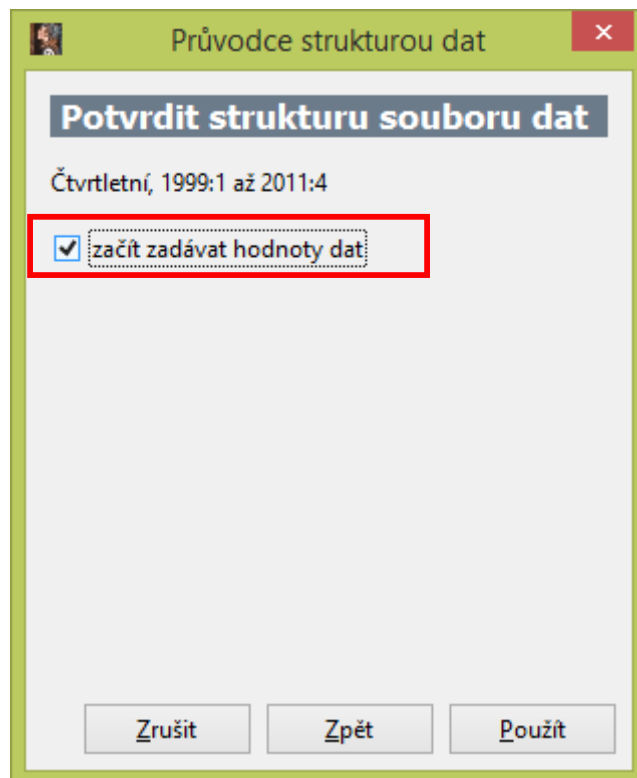 Průvodce strukturou dat
Potvrdit strukturu souboru dat
Čtvrtletní, 1999:1 až 2011:4
začít zadávat hodnoty dat
Zrušit Zpět Použít